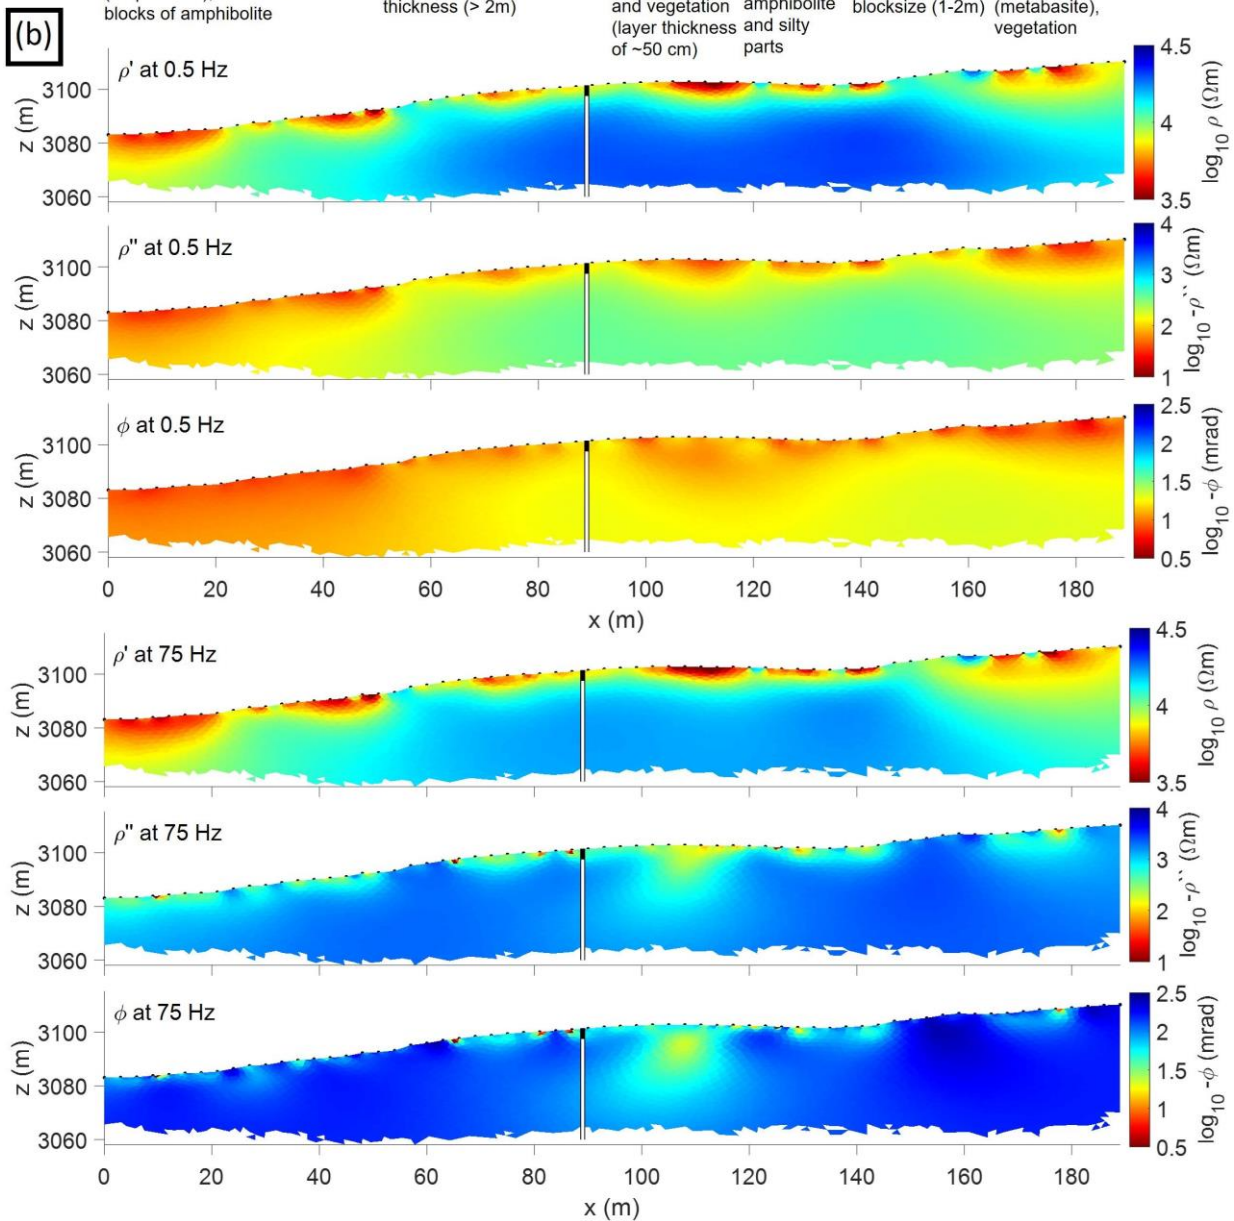 blocks of amphibolite
thickness (> 2m)
and vegetation
(layer thickness
of ~50 cm)
amphibolite
and silty
parts
blocksize (1-2m)
(metabasite),
vegetation
(b)
ρ' at 0.5 Hz
z (m)
3100
3080
3060
4.5
4
3.5
log₁₀ ρ (Ωm)
ρ'' at 0.5 Hz
z (m)
3100
3080
3060
4
3
2
1
log₁₀ -ρ`` (Ωm)
ϕ at 0.5 Hz
z (m)
3100
3080
3060
2.5
2
1.5
1
0.5
log₁₀ -ϕ (mrad)
0 20 40 60 80 100 120 140 160 180
x (m)
ρ' at 75 Hz
z (m)
3100
3080
3060
4.5
4
3.5
log₁₀ ρ (Ωm)
ρ'' at 75 Hz
z (m)
3100
3080
3060
4
3
2
1
log₁₀ -ρ`` (Ωm)
ϕ at 75 Hz
z (m)
3100
3080
3060
2.5
2
1.5
1
0.5
log₁₀ -ϕ (mrad)
0 20 40 60 80 100 120 140 160 180
x (m)